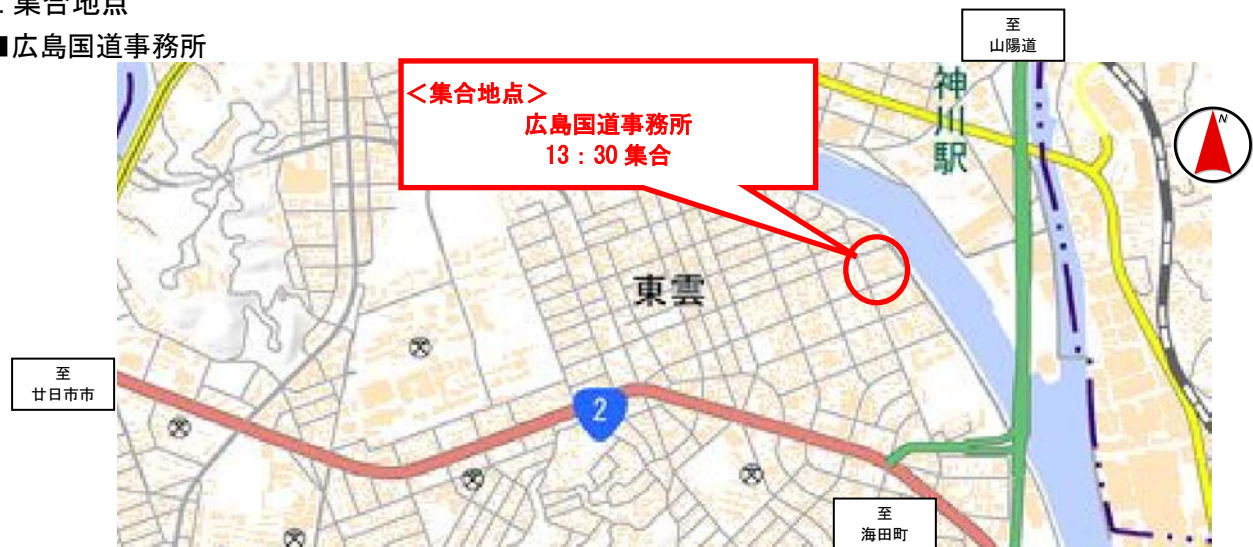 集合地点
■広島国道事務所
至
山陽道
<集合地点>
広島国道事務所
13:30 集合
神川駅
N
東雲
至
廿日市市
2
至
海田町